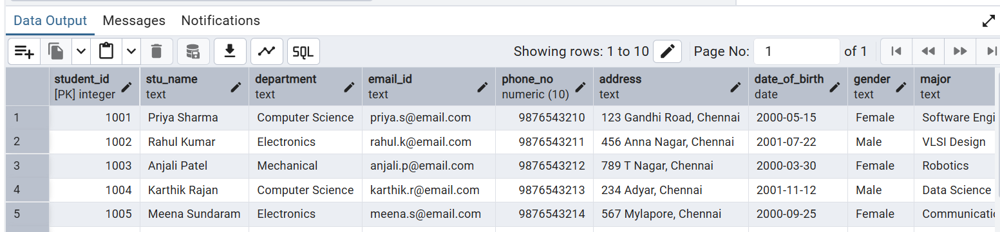 Data Output Messages Notifications
SQL Showing rows: 1 to 10 Page No: 1 of 1
student_id stu_name department email_id phone_no address date_of_birth gender major
[PK] integer text text text numeric (10) text date text text
1 1001 Priya Sharma Computer Science priya.s@email.com 9876543210 123 Gandhi Road, Chennai 2000-05-15 Female Software Engi
2 1002 Rahul Kumar Electronics rahul.k@email.com 9876543211 456 Anna Nagar, Chennai 2001-07-22 Male VLSI Design
3 1003 Anjali Patel Mechanical anjali.p@email.com 9876543212 789 T Nagar, Chennai 2000-03-30 Female Robotics
4 1004 Karthik Rajan Computer Science karthik.r@email.com 9876543213 234 Adyar, Chennai 2001-11-12 Male Data Science
5 1005 Meena Sundaram Electronics meena.s@email.com 9876543214 567 Mylapore, Chennai 2000-09-25 Female Communicati